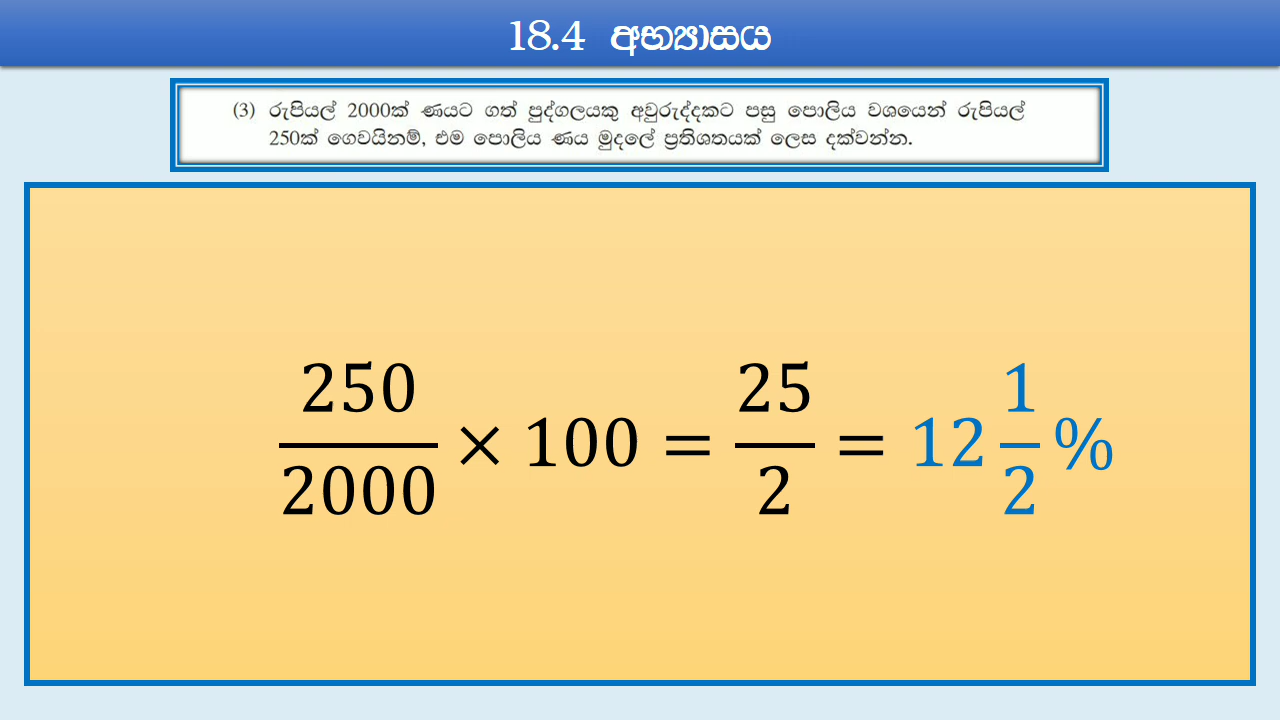 18.4 අභ්‍යාසය
(3) රුපියල් 2000ක් ණයට ගත් පුද්ගලයකු අවුරුද්දකට පසු පොලිය වශයෙන් රුපියල්
250ක් ගෙවයිනම්, එම පොලිය ණය මුදලේ ප්‍රතිශතයක් ලෙස දක්වන්න.
250/2000 × 100 = 25/2 = 12 1/2 %